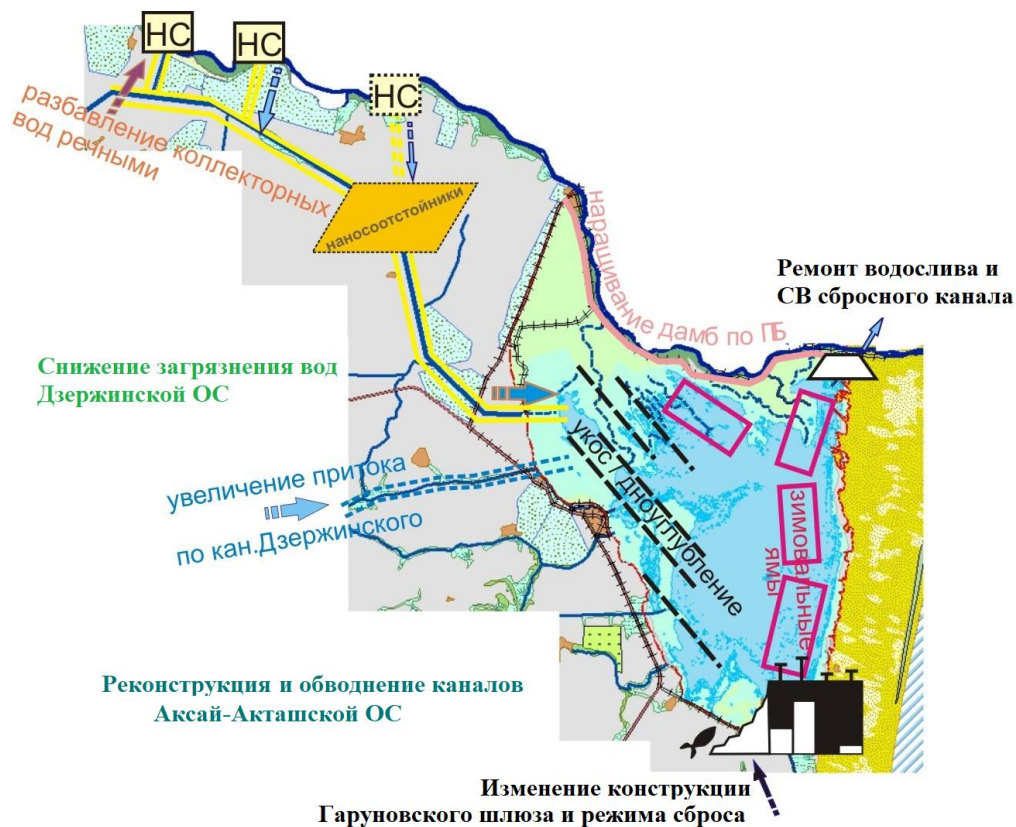 НС
НС
НС
разбавление коллекторных
вод речными
наносоотстойники
наращивание дамб по ПБ
Ремонт водослива и
СВ сбросного канала
Снижение загрязнения вод
Дзержинской ОС
увеличение притока
по кан.Дзержинского
укос / дноуглубление
зимовальные
ямы
Реконструкция и обводнение каналов
Аксай-Акташской ОС
Изменение конструкции
Гаруновского шлюза и режима сброса